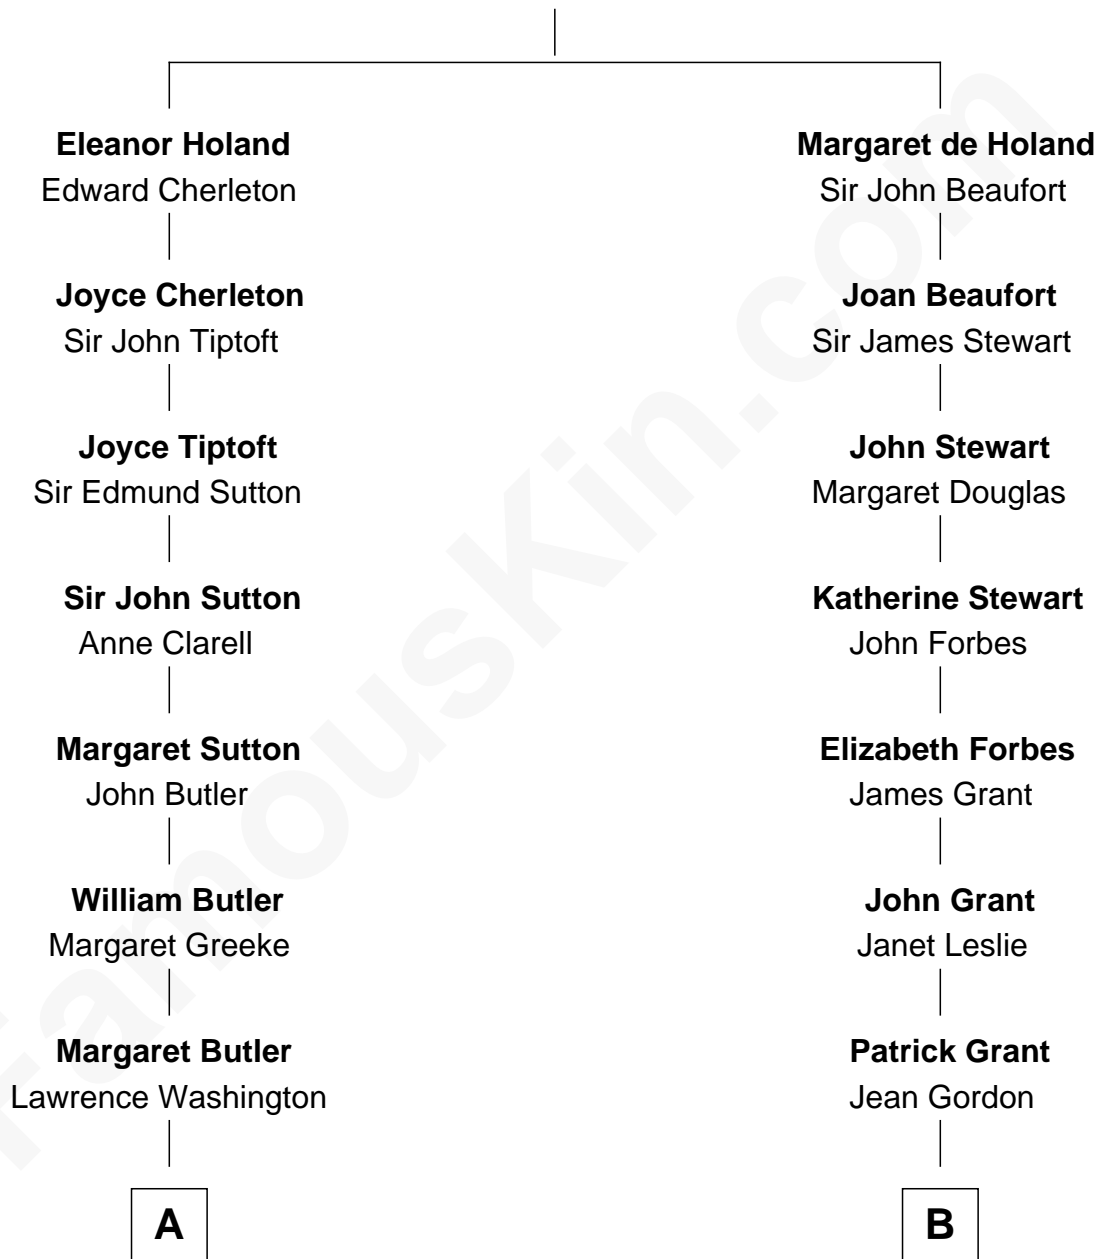 Eleanor Holand
Edward Cherleton
Joyce Cherleton
Sir John Tiptoft
Joyce Tiptoft
Sir Edmund Sutton
Sir John Sutton
Anne Clarell
Margaret Sutton
John Butler
William Butler
Margaret Greeke
Margaret Butler
Lawrence Washington
A
Margaret de Holand
Sir John Beaufort
Joan Beaufort
Sir James Stewart
John Stewart
Margaret Douglas
Katherine Stewart
John Forbes
Elizabeth Forbes
James Grant
John Grant
Janet Leslie
Patrick Grant
Jean Gordon
B
FamousKin.com